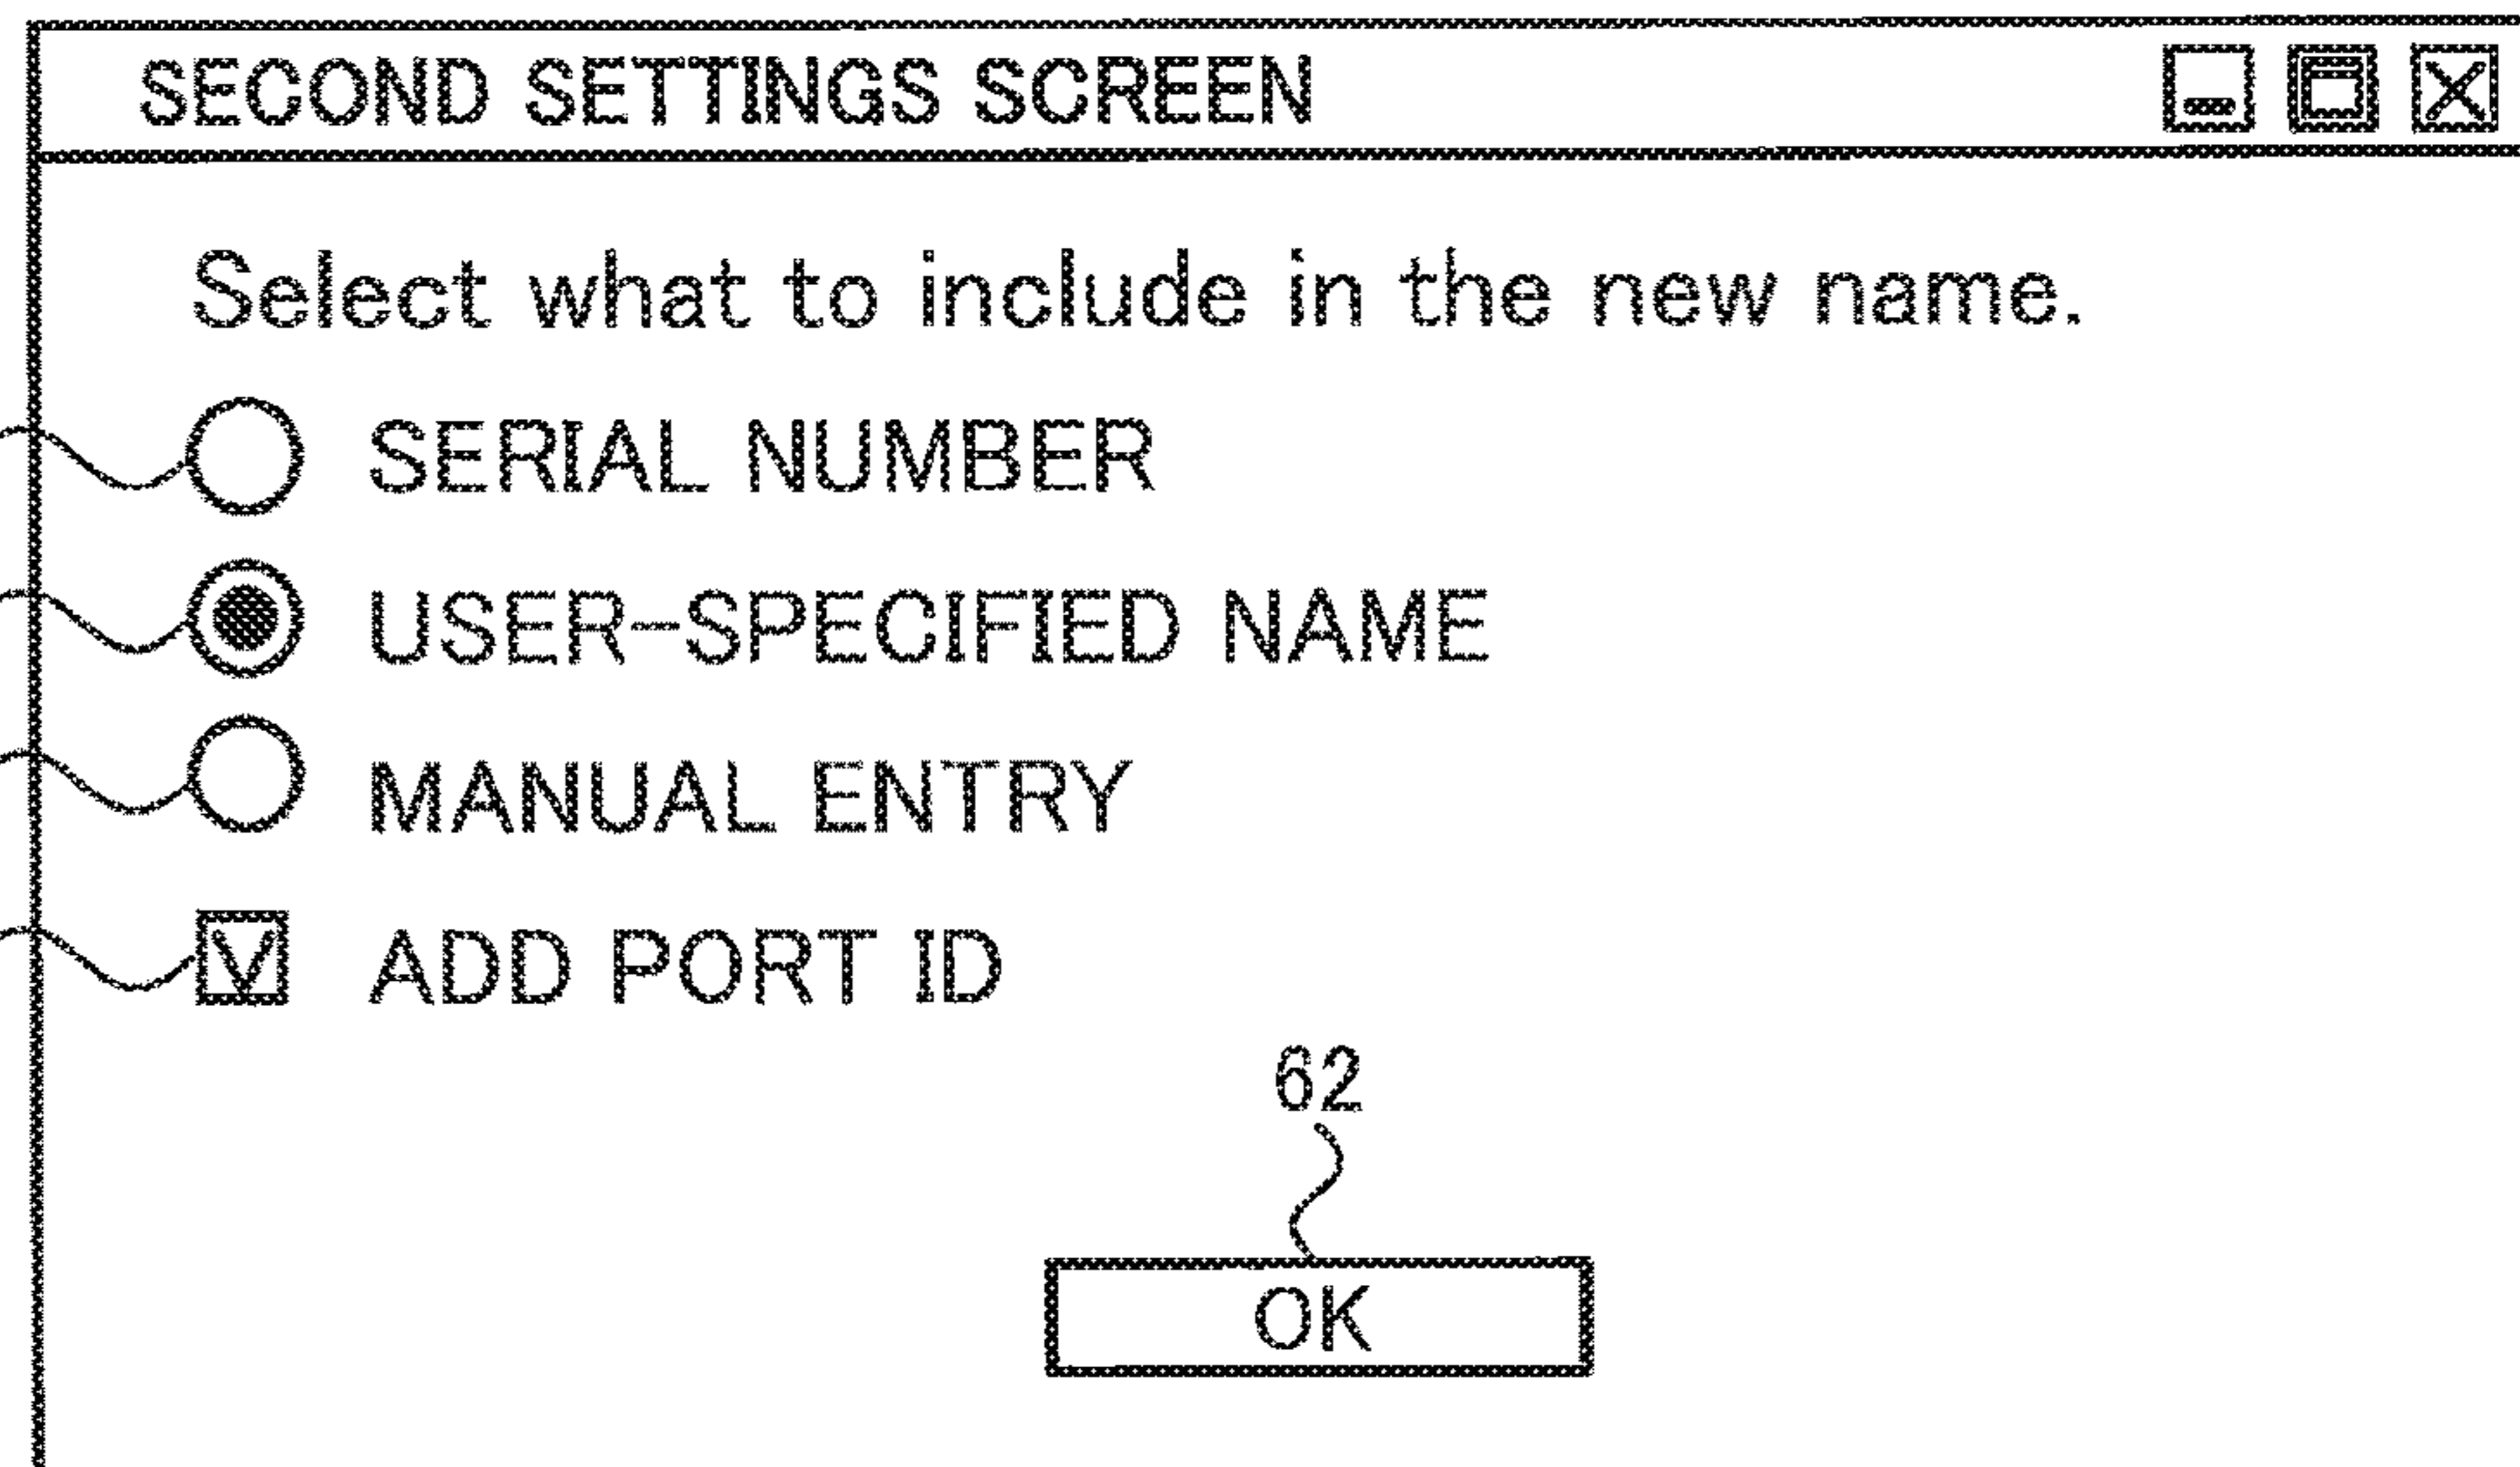 SECOND SETTINGS SCREEN
Select what to include in the new name.
SERIAL NUMBER
USER-SPECIFIED NAME
MANUAL ENTRY
ADD PORT ID
62
OK